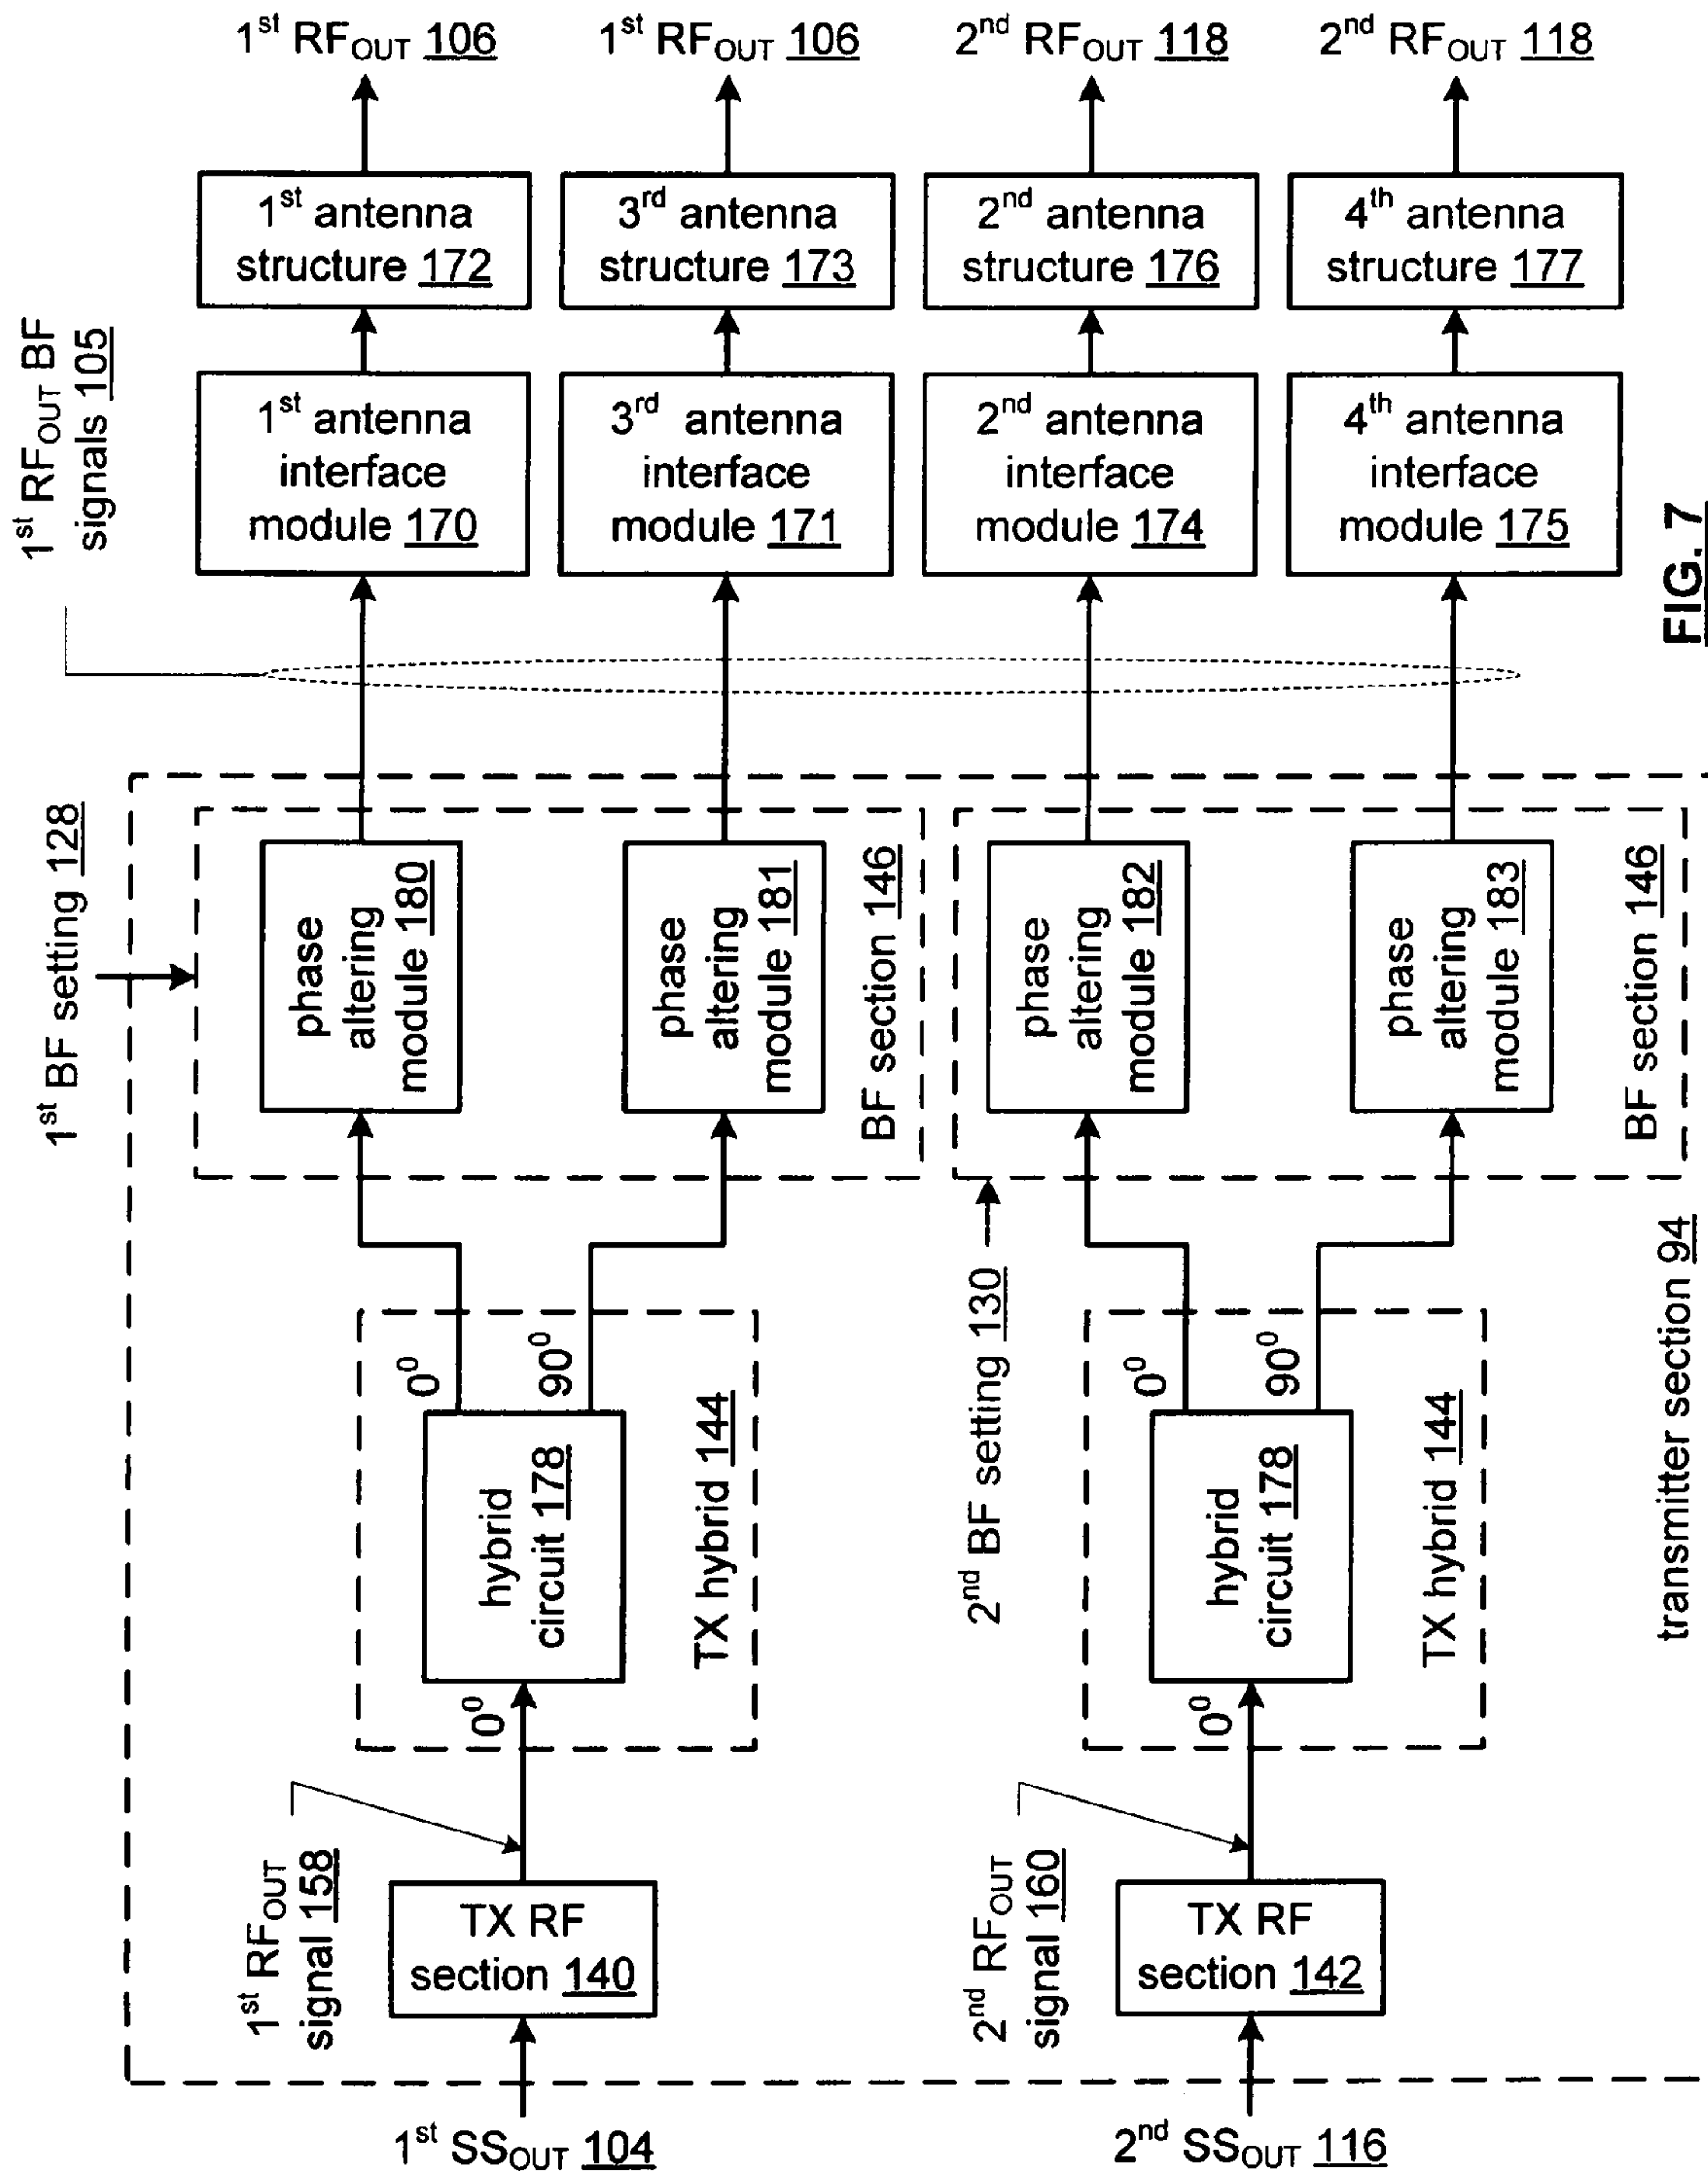 1st RFOUT 106
1st RFOUT 106
2nd RFOUT 118
2nd RFOUT 118
1st antenna
structure 172
3rd antenna
structure 173
2nd antenna
structure 176
4th antenna
structure 177
1st RFOUT BF
signals 105
1st antenna
interface
module 170
3rd antenna
interface
module 171
2nd antenna
interface
module 174
4th antenna
interface
module 175
FIG. 7
1st BF setting 128
phase
altering
module 180
phase
altering
module 181
BF section 146
phase
altering
module 182
phase
altering
module 183
BF section 146
0⁰
90⁰
hybrid
circuit 178
TX hybrid 144
0⁰
2nd BF setting 130
0⁰
90⁰
hybrid
circuit 178
TX hybrid 144
0⁰
transmitter section 94
1st RFOUT
signal 158
TX RF
section 140
2nd RFOUT
signal 160
TX RF
section 142
1st SSOUT 104
2nd SSOUT 116